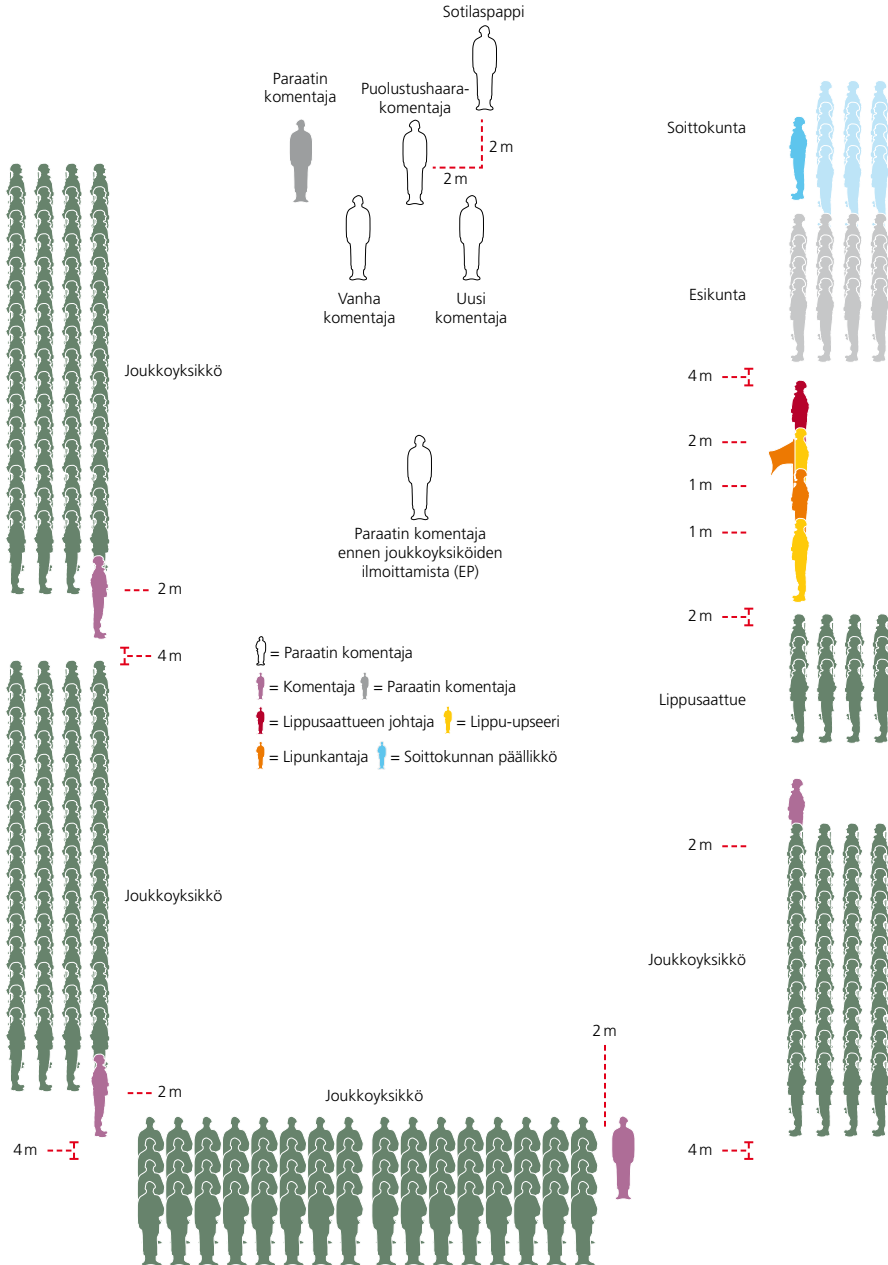 Sotilaspappi
Paraatin
komentaja
Puolustushaara-
komentaja
2 m
2 m
Vanha
komentaja
Uusi
komentaja
Soittokunta
Esikunta
Joukkoyksikkö
4 m
2 m
1 m
1 m
2 m
Paraatin komentaja
ennen joukkoyksiköiden
ilmoittamista (EP)
2 m
4 m
= Paraatin komentaja
= Komentaja = Paraatin komentaja
= Lippusaattueen johtaja = Lippu-upseeri
= Lipunkantaja = Soittokunnan päällikkö
Lippusaattue
2 m
Joukkoyksikkö
Joukkoyksikkö
2 m
2 m
Joukkoyksikkö
4 m
4 m